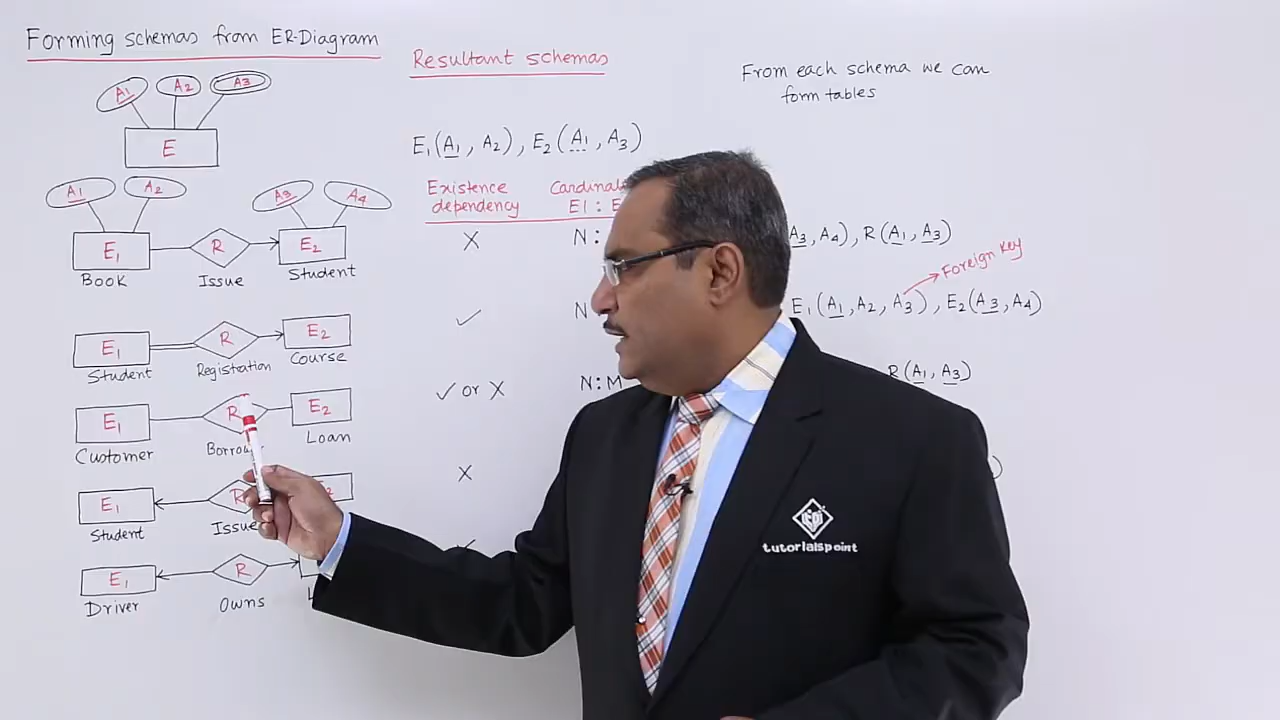 Forming schemas from ER-Diagram
Resultant schemas
From each schema we can
form tables
A1 A2 A3
E
E1(A1, A2), E2(A1, A3)
Existence
dependency
E1 :
A1 A2 A3 A4
E1 R E2
Book Issue Student
X N:
A3, A4), R(A1, A3)
Foreign key
E1 R E2
Student Registration Course
✓ N
E1(A1, A2, A3), E2(A3, A4)
E1 R E2
Customer Loan
✓ or X N:M
R(A1, A3)
E1 R
Student Issue
X
E1 R
Driver Owns
tutorialspoint